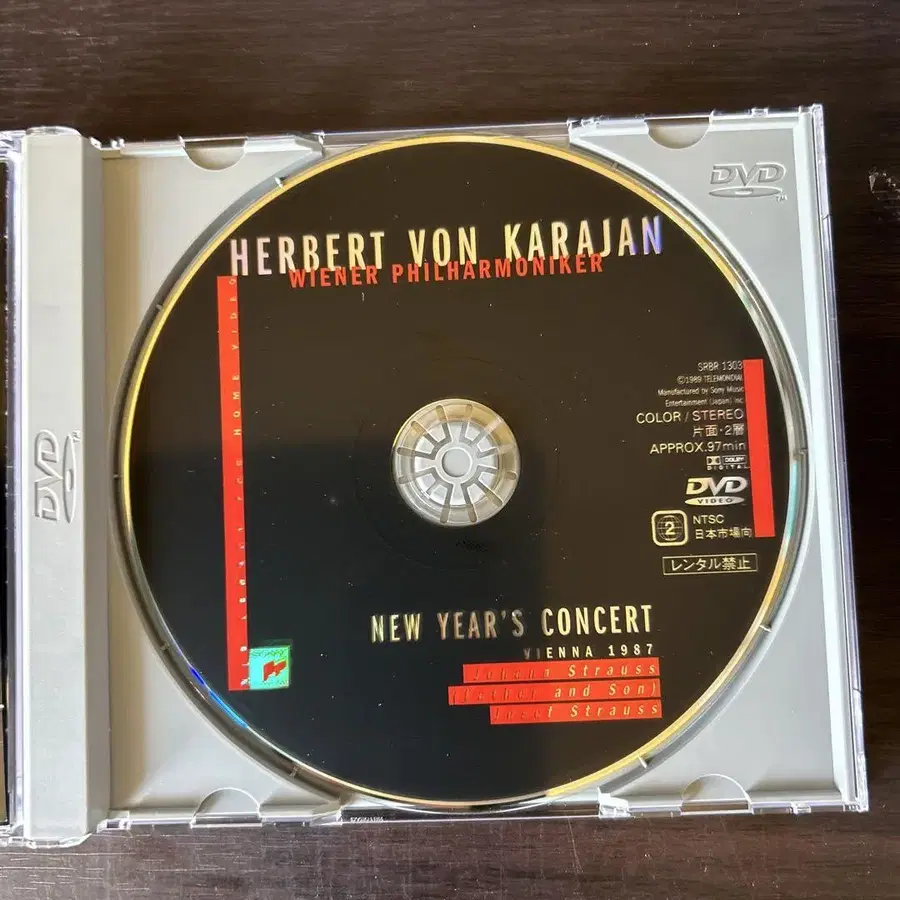 DVD
HERBERT VON KARAJAN
WIENER PHILHARMONIKER
HOME VIDEO
SRBR 1303
©1989 TELEMONDIAL
Manufactured by Sony Music
Entertainment (Japan) Inc.
COLOR / STEREO
片面・2層
APPROX.97min
DOLBY
DIGITAL
DVD
VIDEO
2
NTSC
日本市場向
レンタル禁止
DVD
NEW YEAR'S CONCERT
VIENNA 1987
Johann Strauss
(Father and Son)
Josef Strauss